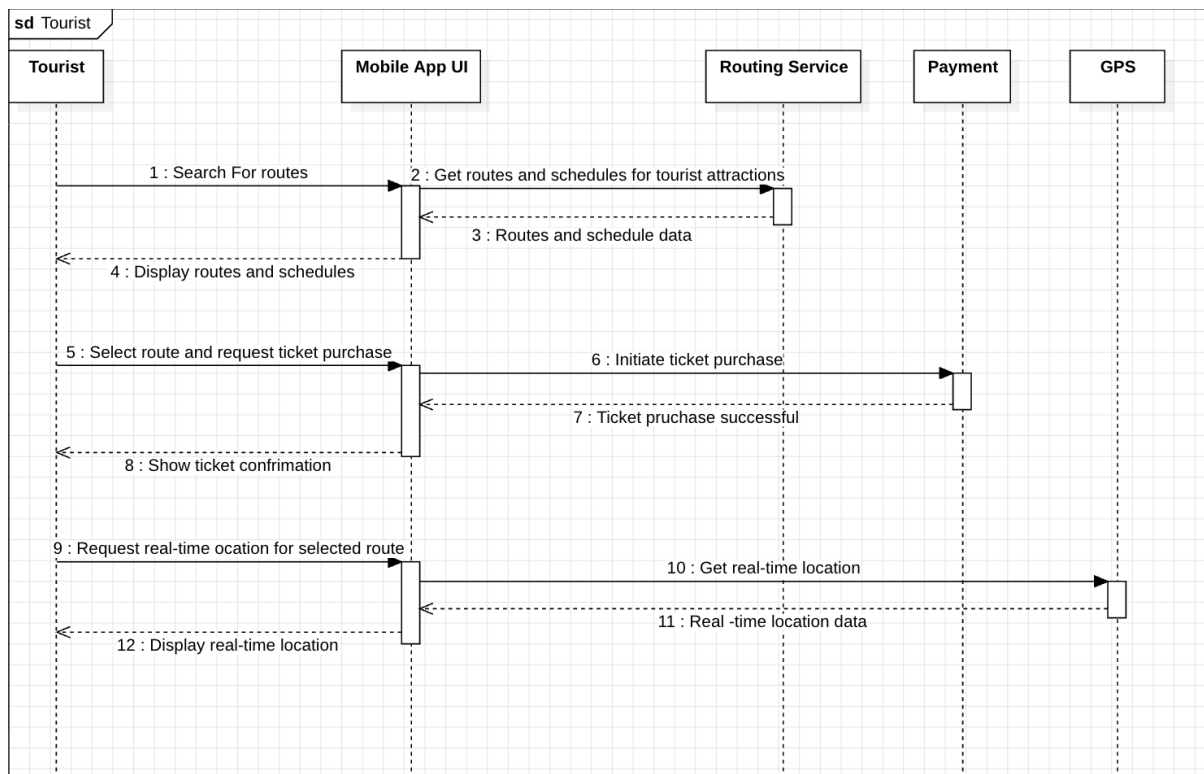 sd Tourist
Tourist
Mobile App UI
Routing Service
Payment
GPS
1 : Search For routes
2 : Get routes and schedules for tourist attractions
3 : Routes and schedule data
4 : Display routes and schedules
5 : Select route and request ticket purchase
6 : Initiate ticket purchase
7 : Ticket pruchase successful
8 : Show ticket confrimation
9 : Request real-time ocation for selected route
10 : Get real-time location
11 : Real -time location data
12 : Display real-time location